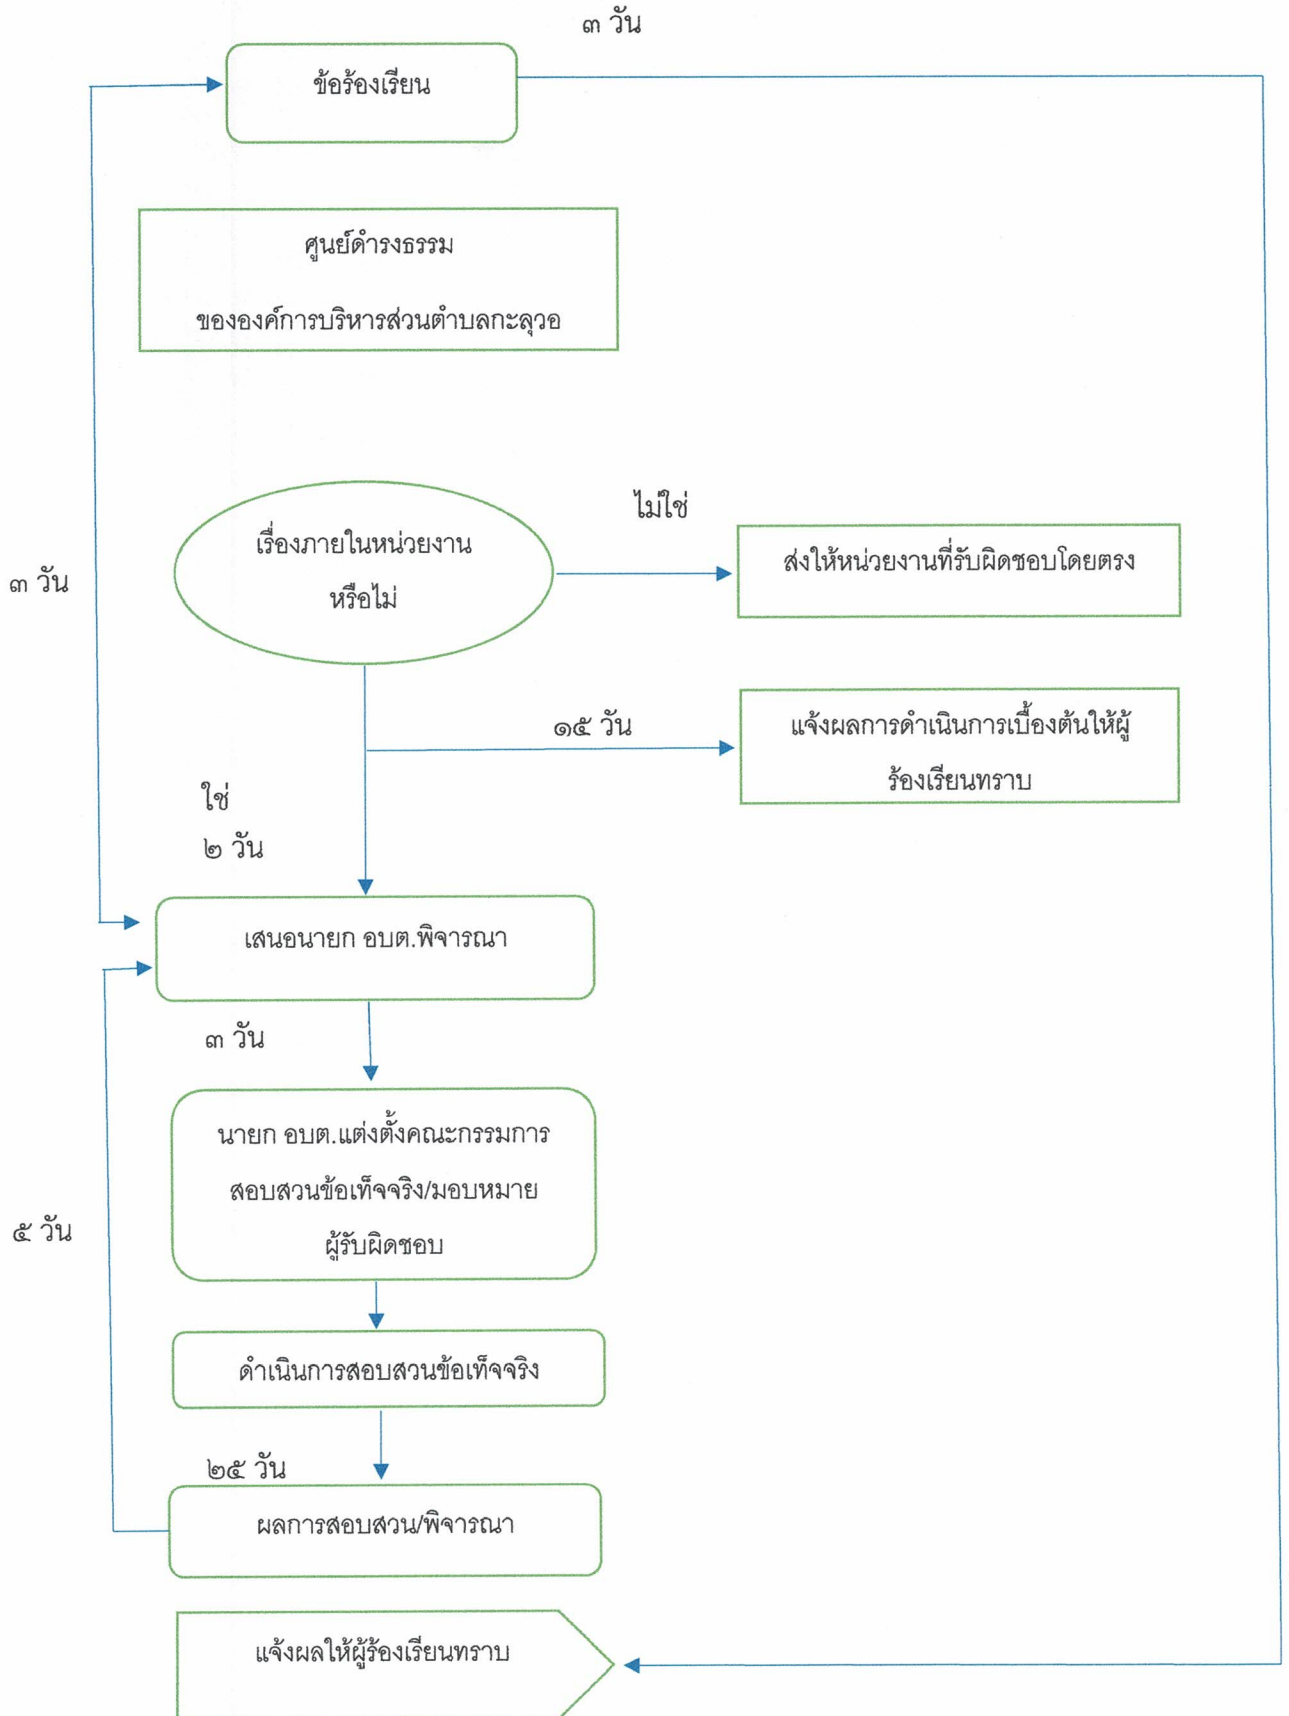 ๓ วัน
ข้อร้องเรียน
ศูนย์ดำรงธรรม
ขององค์การบริหารส่วนตำบลกะลุวอ
ไม่ใช่
เรื่องภายในหน่วยงาน
หรือไม่
ส่งให้หน่วยงานที่รับผิดชอบโดยตรง
๓ วัน
๑๕ วัน
แจ้งผลการดำเนินการเบื้องต้นให้ผู้
ร้องเรียนทราบ
ใช่
๒ วัน
เสนอนายก อบต.พิจารณา
๓ วัน
นายก อบต.แต่งตั้งคณะกรรมการ
สอบสวนข้อเท็จจริง/มอบหมาย
ผู้รับผิดชอบ
๕ วัน
ดำเนินการสอบสวนข้อเท็จจริง
๒๕ วัน
ผลการสอบสวน/พิจารณา
แจ้งผลให้ผู้ร้องเรียนทราบ